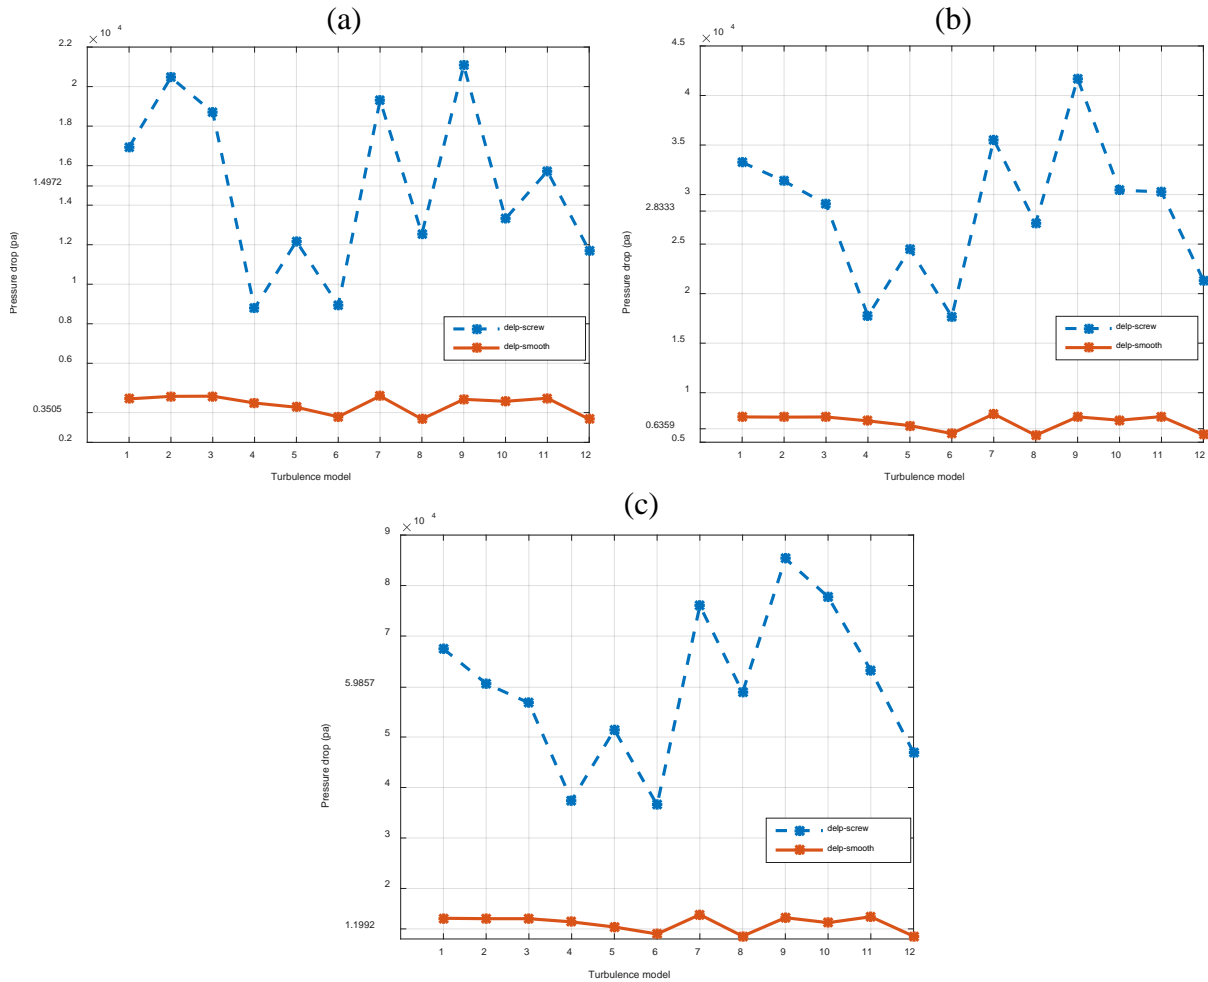 (a)
× 10 4
2.2
2
1.8
1.6
1.4972
1.4
1.2
1
0.8
0.6
0.3505
0.2
Pressure drop (pa)
delp-screw
delp-smooth
1 2 3 4 5 6 7 8 9 10 11 12
Turbulence model
(b)
× 10 4
4.5
4
3.5
3
2.8333
2.5
2
1.5
1
0.6359
0.5
Pressure drop (pa)
delp-screw
delp-smooth
1 2 3 4 5 6 7 8 9 10 11 12
Turbulence model
(c)
× 10 4
9
8
7
5.9857
5
4
3
2
1.1992
Pressure drop (pa)
delp-screw
delp-smooth
1 2 3 4 5 6 7 8 9 10 11 12
Turbulence model